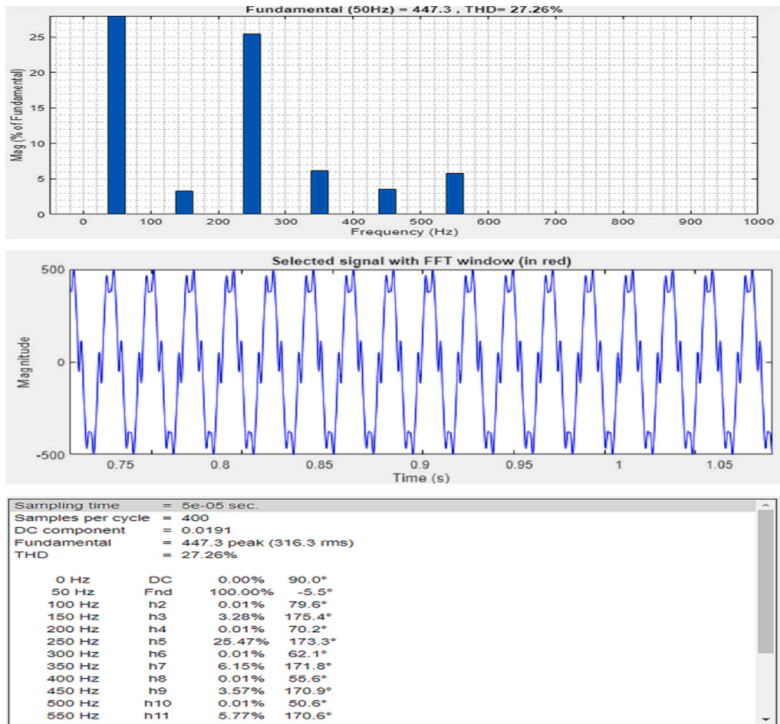 Fundamental (50Hz) = 447.3 , THD= 27.26%
25
20
15
10
5
0
Mag (% of Fundamental)
0 100 200 300 400 500 600 700 800 900 1000
Frequency (Hz)
Selected signal with FFT window (in red)
500
0
-500
Magnitude
0.75 0.8 0.85 0.9 0.95 1 1.05
Time (s)
Sampling time = 5e-05 sec.
Samples per cycle = 400
DC component = 0.0191
Fundamental = 447.3 peak (316.3 rms)
THD = 27.26%
0 Hz DC 0.00% 90.0°
50 Hz Fnd 100.00% -5.5°
100 Hz h2 0.01% 79.6°
150 Hz h3 3.28% 175.4°
200 Hz h4 0.01% 70.2°
250 Hz h5 25.47% 173.3°
300 Hz h6 0.01% 62.1°
350 Hz h7 6.15% 171.8°
400 Hz h8 0.01% 55.6°
450 Hz h9 3.57% 170.9°
500 Hz h10 0.01% 50.6°
550 Hz h11 5.77% 170.6°